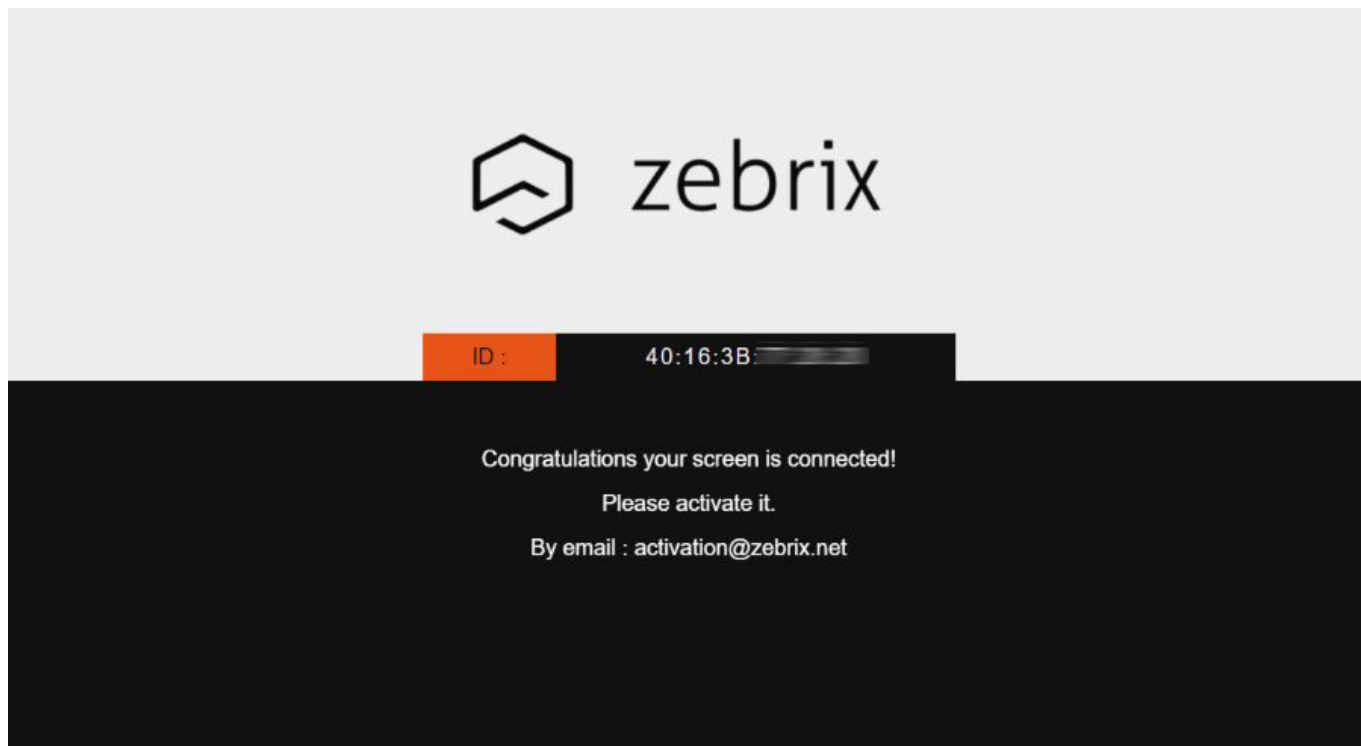 zebrix
ID : 40:16:3B:
Congratulations your screen is connected!
Please activate it.
By email : activation@zebrix.net